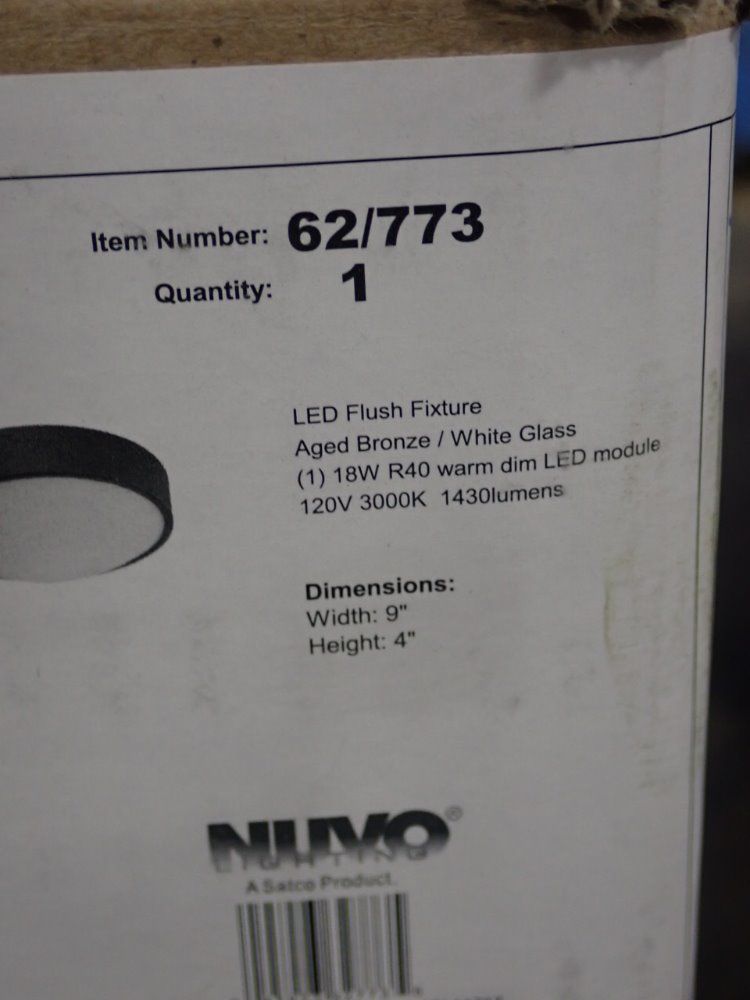 Item Number: 62/773
Quantity: 1
LED Flush Fixture
Aged Bronze / White Glass
(1) 18W R40 warm dim LED module
120V 3000K 1430lumens
Dimensions:
Width: 9"
Height: 4"
NUVO®
LIGHTING
A Satco Product.